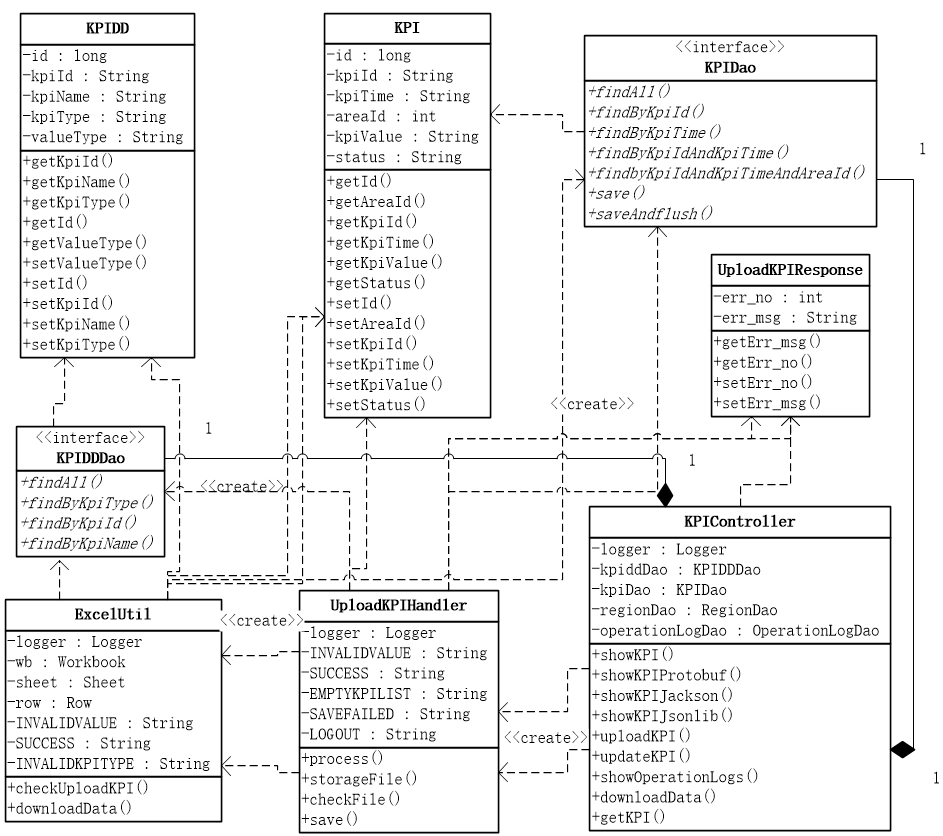 KPIDD
-id : long
-kpiId : String
-kpiName : String
-kpiType : String
-valueType : String
+getKpiId()
+getKpiName()
+getKpiType()
+getId()
+getValueType()
+setValueType()
+setId()
+setKpiId()
+setKpiName()
+setKpiType()
KPI
-id : long
-kpiId : String
-kpiTime : String
-areaId : int
-kpiValue : String
-status : String
+getId()
+getAreaId()
+getKpiId()
+getKpiTime()
+getKpiValue()
+getStatus()
+setId()
+setAreaId()
+setKpiId()
+setKpiTime()
+setKpiValue()
+setStatus()
<<interface>>
KPIDao
+findAll()
+findByKpiId()
+findByKpiTime()
+findByKpiIdAndKpiTime()
+findbyKpiIdAndKpiTimeAndAreaId()
+save()
+saveAndflush()
1
UploadKPIResponse
-err_no : int
-err_msg : String
+getErr_msg()
+getErr_no()
+setErr_no()
+setErr_msg()
<<create>>
<<interface>>
KPIDDDao
+findAll()
+findByKpiType()
+findByKpiId()
+findByKpiName()
1
1
<<create>>
KPIController
-logger : Logger
-kpiddDao : KPIDDDao
-kpiDao : KPIDao
-regionDao : RegionDao
-operationLogDao : OperationLogDao
+showKPI()
+showKPIProtobuf()
+showKPIJackson()
+showKPIJsonlib()
+uploadKPI()
+updateKPI()
+showOperationLogs()
+downloadData()
+getKPI()
ExcelUtil
-logger : Logger
-wb : Workbook
-sheet : Sheet
-row : Row
-INVALIDVALUE : String
-SUCCESS : String
-INVALIDKPITYPE : String
+checkUploadKPI()
+downloadData()
<<create>>
UploadKPIHandler
-logger : Logger
-INVALIDVALUE : String
-SUCCESS : String
-EMPTYKPILIST : String
-SAVEFAILED : String
-LOGOUT : String
+process()
+storageFile()
+checkFile()
+save()
<<create>>
1